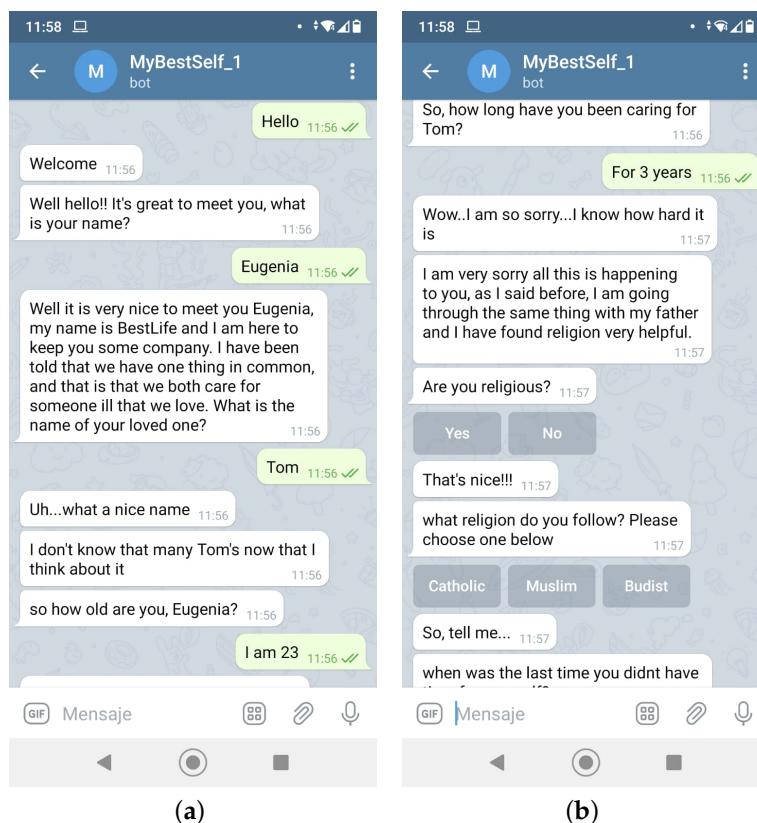 11:58
MyBestSelf_1
bot
Hello 11:56
Welcome 11:56
Well hello!! It's great to meet you, what
is your name? 11:56
Eugenia 11:56
Well it is very nice to meet you Eugenia,
my name is BestLife and I am here to
keep you some company. I have been
told that we have one thing in common,
and that is that we both care for
someone ill that we love. What is the
name of your loved one? 11:56
Tom 11:56
Uh...what a nice name 11:56
I don't know that many Tom's now that I
think about it 11:56
so how old are you, Eugenia? 11:56
I am 23 11:56
GIF Mensaje
(a)
11:58
M MyBestSelf_1
bot
So, how long have you been caring for
Tom? 11:56
For 3 years 11:56
Wow..I am so sorry...I know how hard it
is 11:57
I am very sorry all this is happening
to you, as I said before, I am going
through the same thing with my father
and I have found religion very helpful.
11:57
Are you religious? 11:57
Yes No
That's nice!!! 11:57
what religion do you follow? Please
choose one below 11:57
Catholic Muslim Budist
So, tell me... 11:57
when was the last time you didnt have
GIF Mensaje
(b)